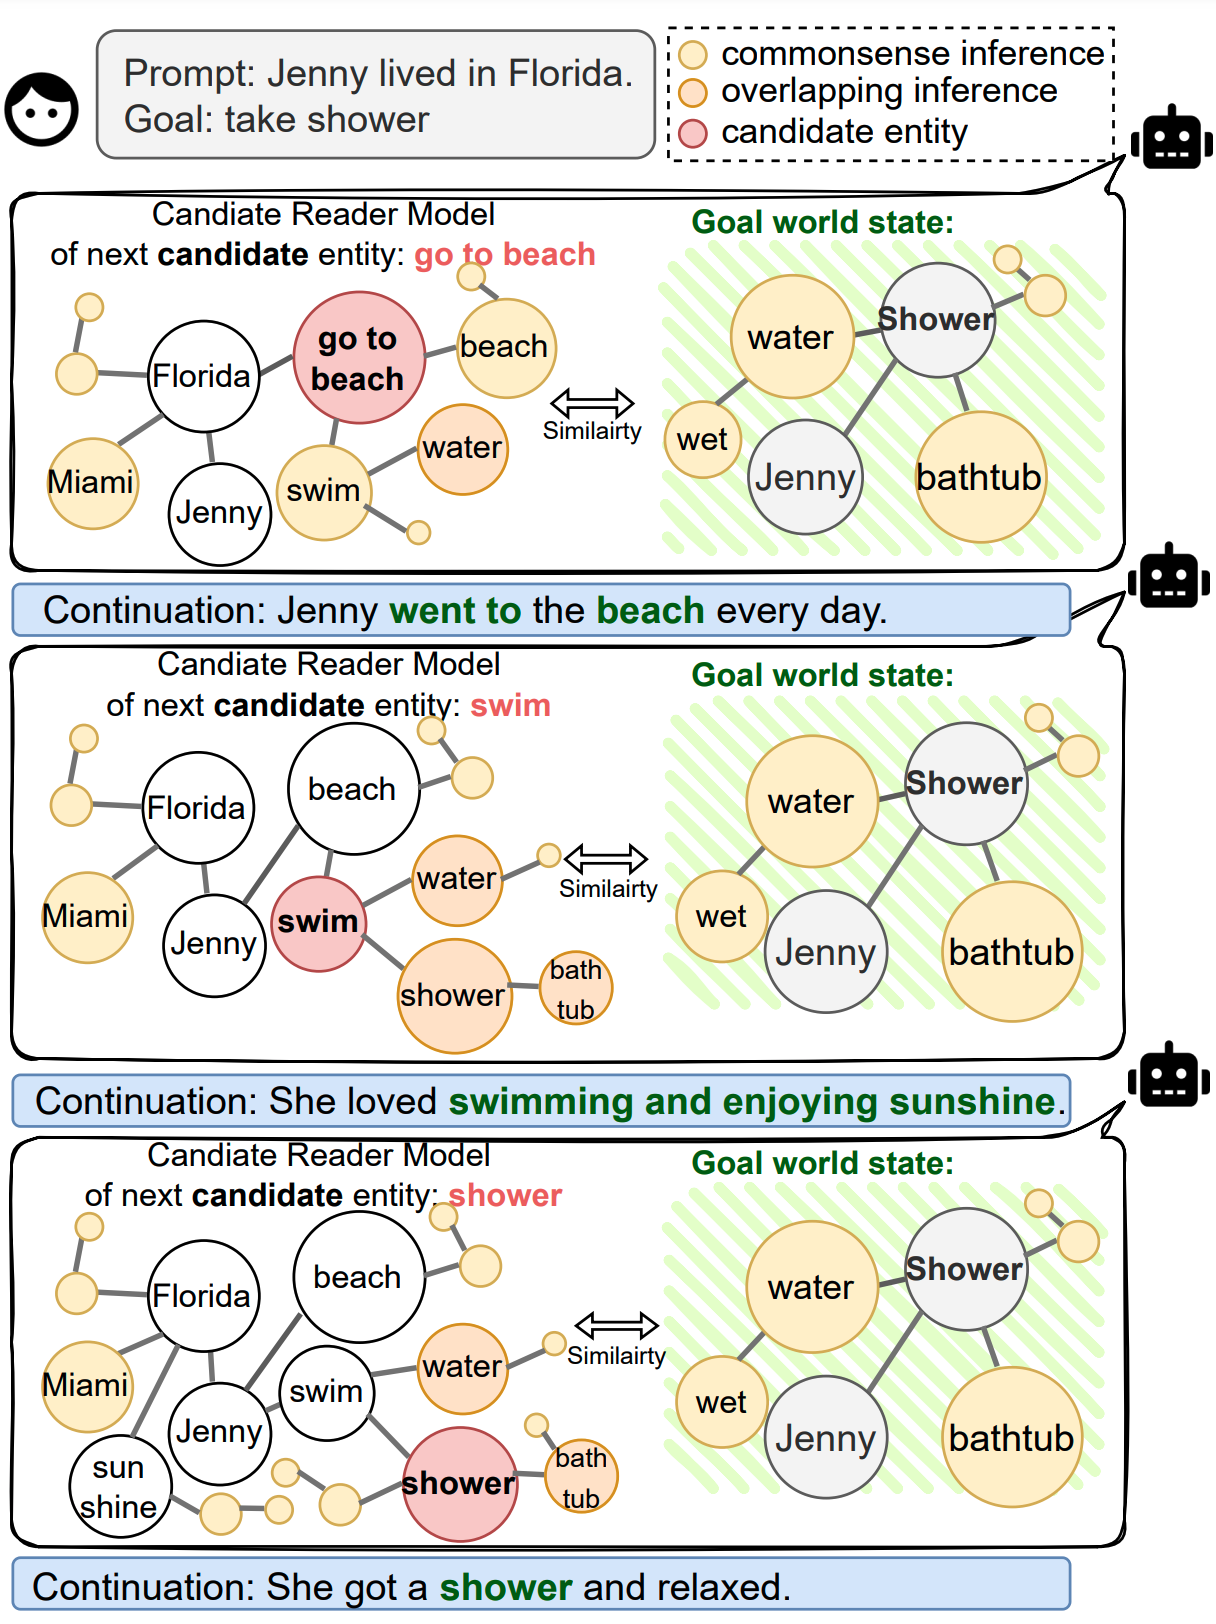 Prompt: Jenny lived in Florida.
Goal: take shower
commonsense inference
overlapping inference
candidate entity
Candiate Reader Model
of next candidate entity: go to beach
Goal world state:
Florida
go to
beach
beach
Miami
Jenny
swim
water
Similairty
water
Shower
wet
Jenny
bathtub
Continuation: Jenny went to the beach every day.
Candiate Reader Model
of next candidate entity: swim
Goal world state:
Florida
beach
Miami
Jenny
swim
water
shower
bath
tub
Similairty
water
Shower
wet
Jenny
bathtub
Continuation: She loved swimming and enjoying sunshine.
Candiate Reader Model
of next candidate entity: shower
Goal world state:
Florida
beach
Miami
Jenny
swim
water
sun
shine
shower
bath
tub
Similairty
water
Shower
wet
Jenny
bathtub
Continuation: She got a shower and relaxed.